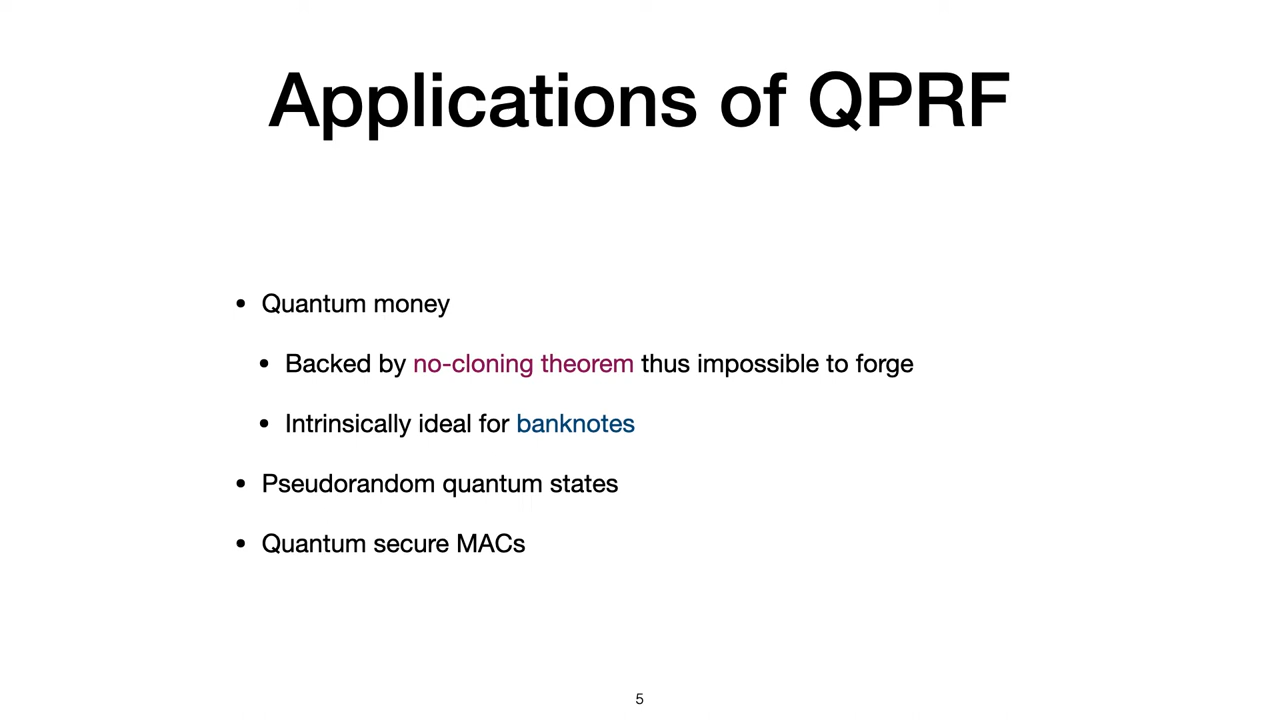 Applications of QPRF
• Quantum money
• Backed by no-cloning theorem thus impossible to forge
• Intrinsically ideal for banknotes
• Pseudorandom quantum states
• Quantum secure MACs
5